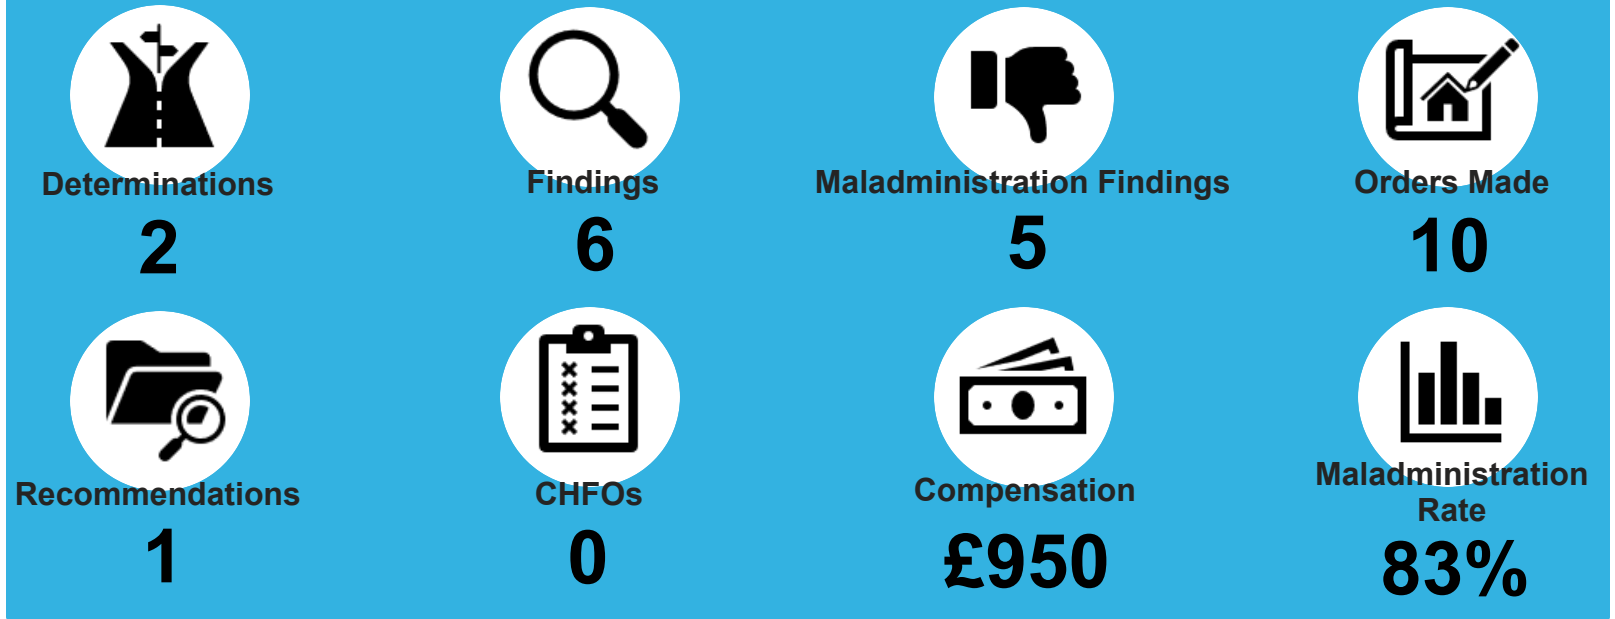 Determinations
2
Findings
6
Maladministration Findings
5
Orders Made
10
Recommendations
1
CHFOs
0
Compensation
£950
Maladministration
Rate
83%